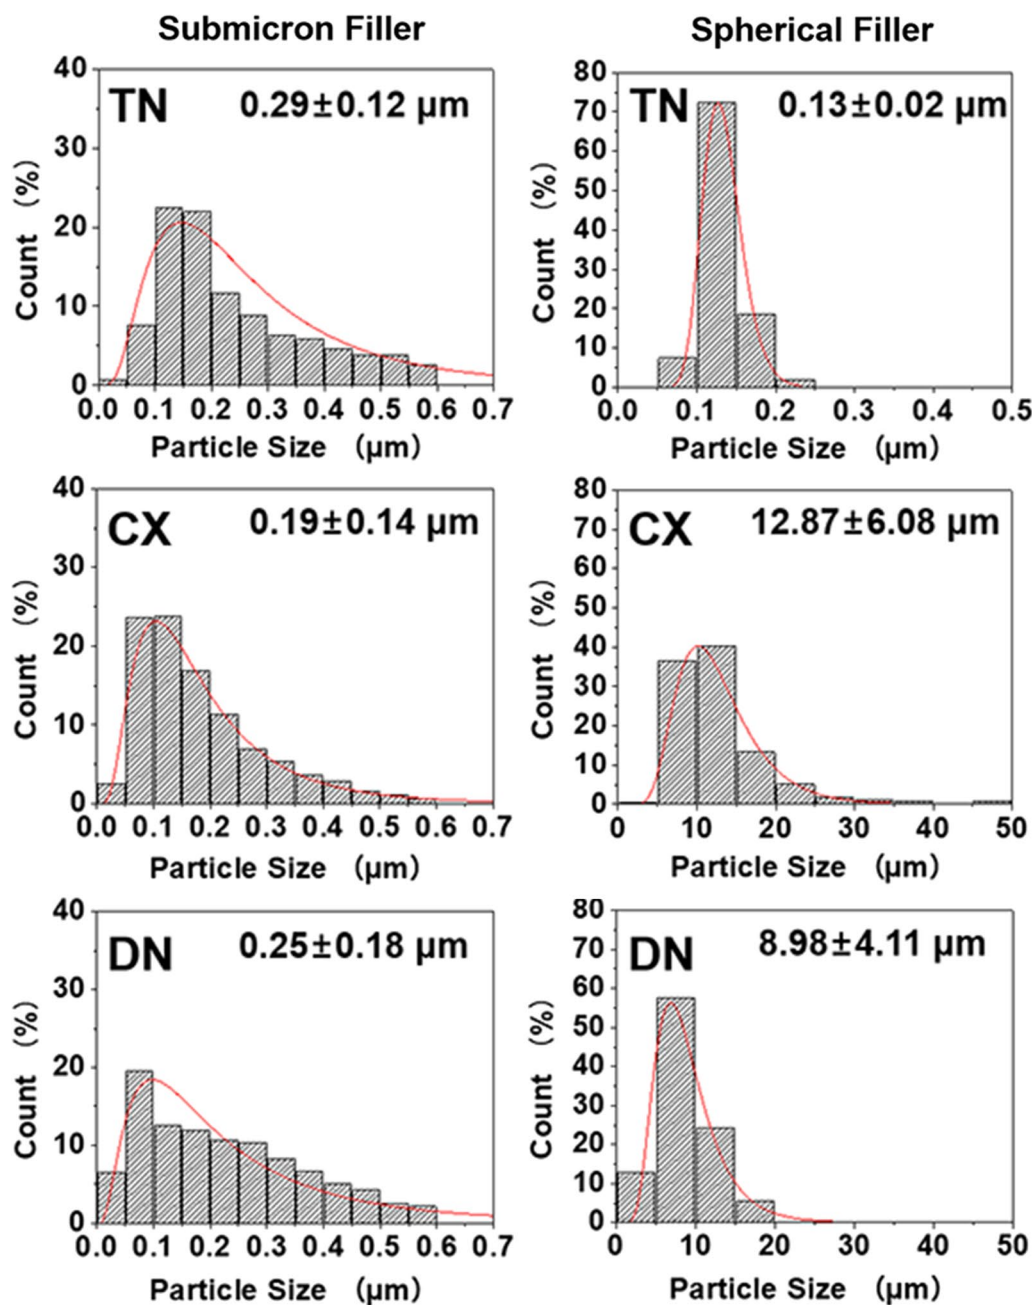 Submicron Filler
Spherical Filler
TN 0.29±0.12 μm
Count (%)
40
30
20
10
0
0.0 0.1 0.2 0.3 0.4 0.5 0.6 0.7
Particle Size (μm)
TN 0.13±0.02 μm
Count (%)
80
70
60
50
40
30
20
10
0
0.1 0.2 0.3 0.4 0.5
Particle Size (μm)
CX 0.19±0.14 μm
Count (%)
40
30
20
10
0
0.0 0.1 0.2 0.3 0.4 0.5 0.6 0.7
Particle Size (μm)
CX 12.87±6.08 μm
Count (%)
80
70
60
50
40
30
20
10
0
0 10 20 30 40 50
Particle Size (μm)
DN 0.25±0.18 μm
Count (%)
40
30
20
10
0
0.0 0.1 0.2 0.3 0.4 0.5 0.6 0.7
Particle Size (μm)
DN 8.98±4.11 μm
Count (%)
80
70
60
50
40
30
20
10
0
0 10 20 30 40 50
Particle Size (μm)